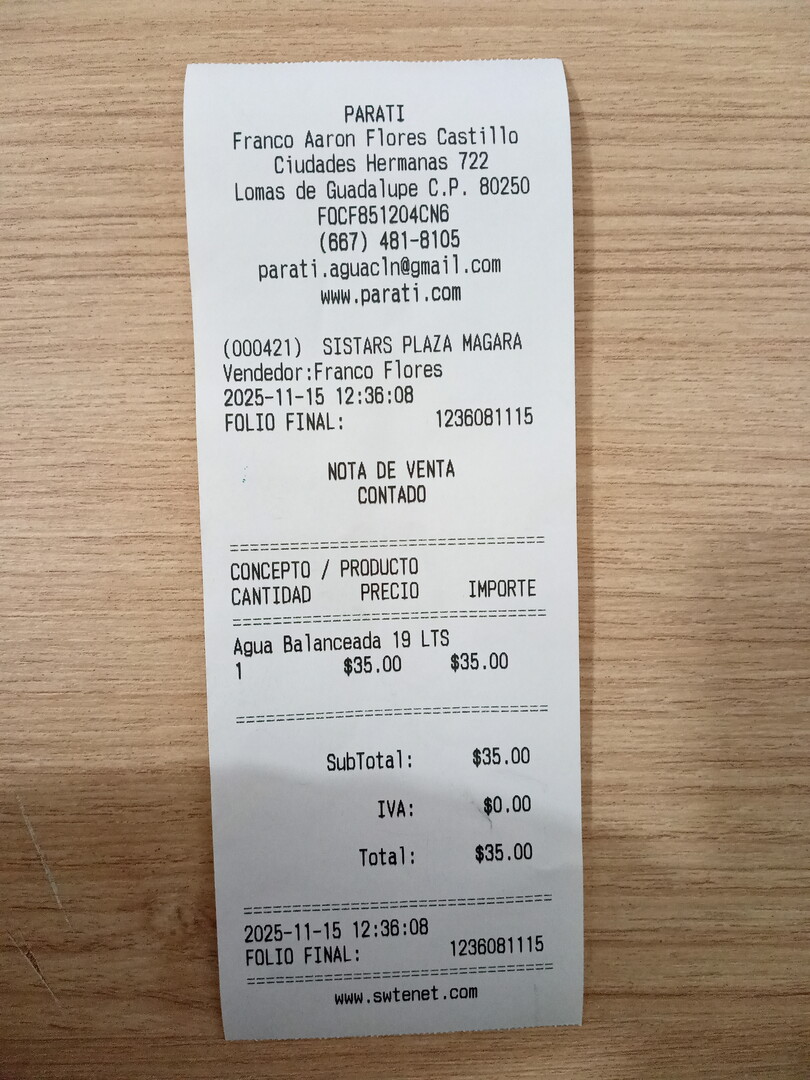 PARATI
Franco Aaron Flores Castillo
Ciudades Hermanas 722
Lomas de Guadalupe C.P. 80250
FOCF851204CN6
(667) 481-8105
parati.aguacln@gmail.com
www.parati.com
(000421) SISTARS PLAZA MAGARA
Vendedor:Franco Flores
2025-11-15 12:36:08
FOLIO FINAL: 1236081115
NOTA DE VENTA
CONTADO
================================
CONCEPTO / PRODUCTO
CANTIDAD PRECIO IMPORTE
================================
Agua Balanceada 19 LTS
1 $35.00 $35.00
================================
SubTotal: $35.00
IVA: $0.00
Total: $35.00
================================
2025-11-15 12:36:08
FOLIO FINAL: 1236081115
================================
www.swtenet.com